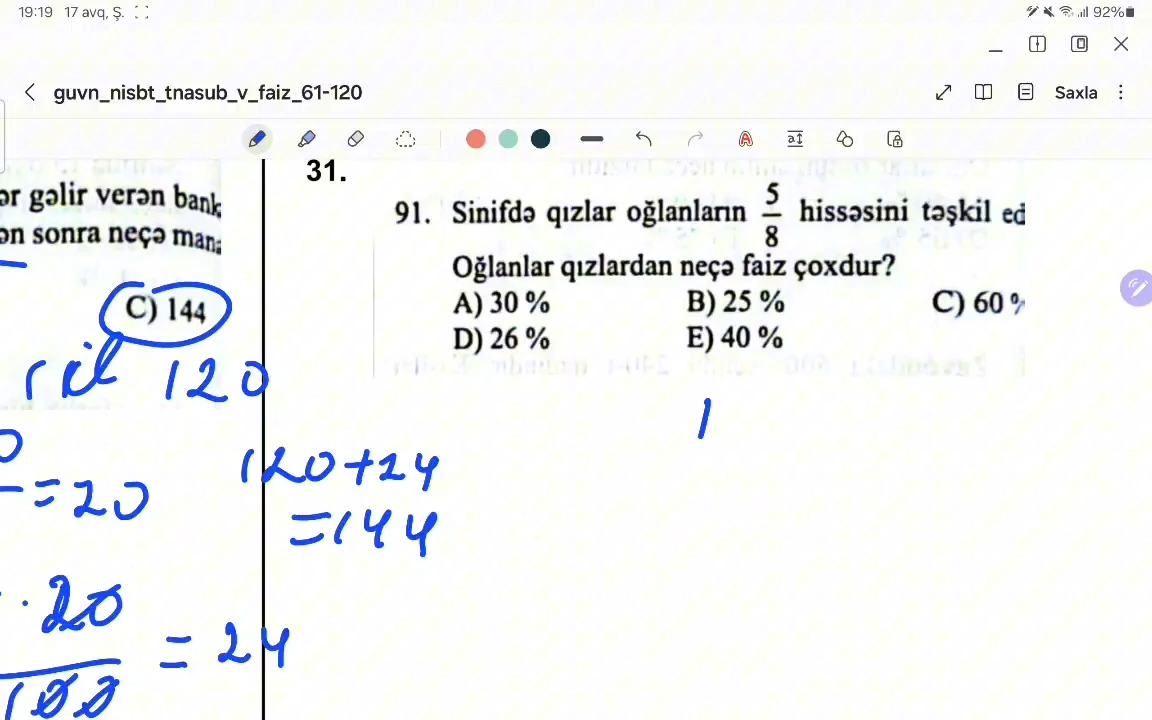 19:19 17 avq, Ş. 92%
guvn_nisbt_tnasub_v_faiz_61-120 Saxla
ər gəlir verən bank
ən sonra neçə man
C) 144
120
=20
120+24
=144
. 20
100
= 24
31.
91. Sinifdə qızlar oğlanların 5/8 hissəsini təşkil ed
Oğlanlar qızlardan neçə faiz çoxdur?
A) 30 % B) 25 % C) 60 %
D) 26 % E) 40 %